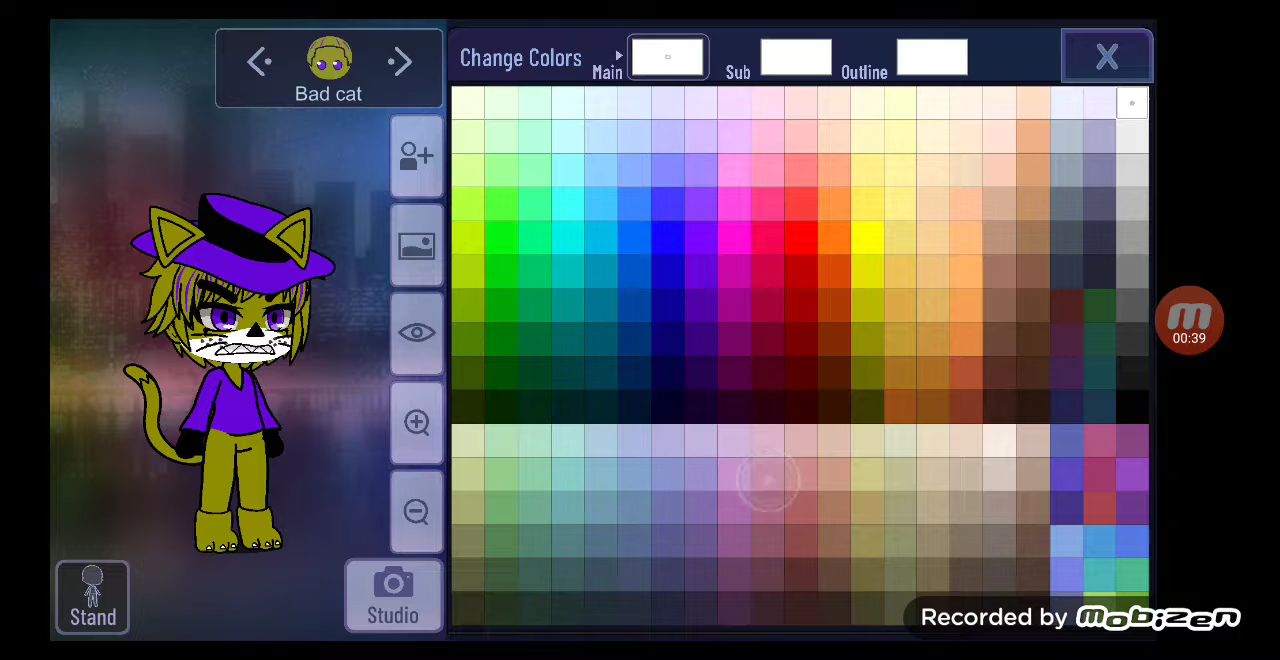 Bad cat
Change Colors
Main
Sub
Outline
X
00:39
Stand
Studio
Recorded by mobizen